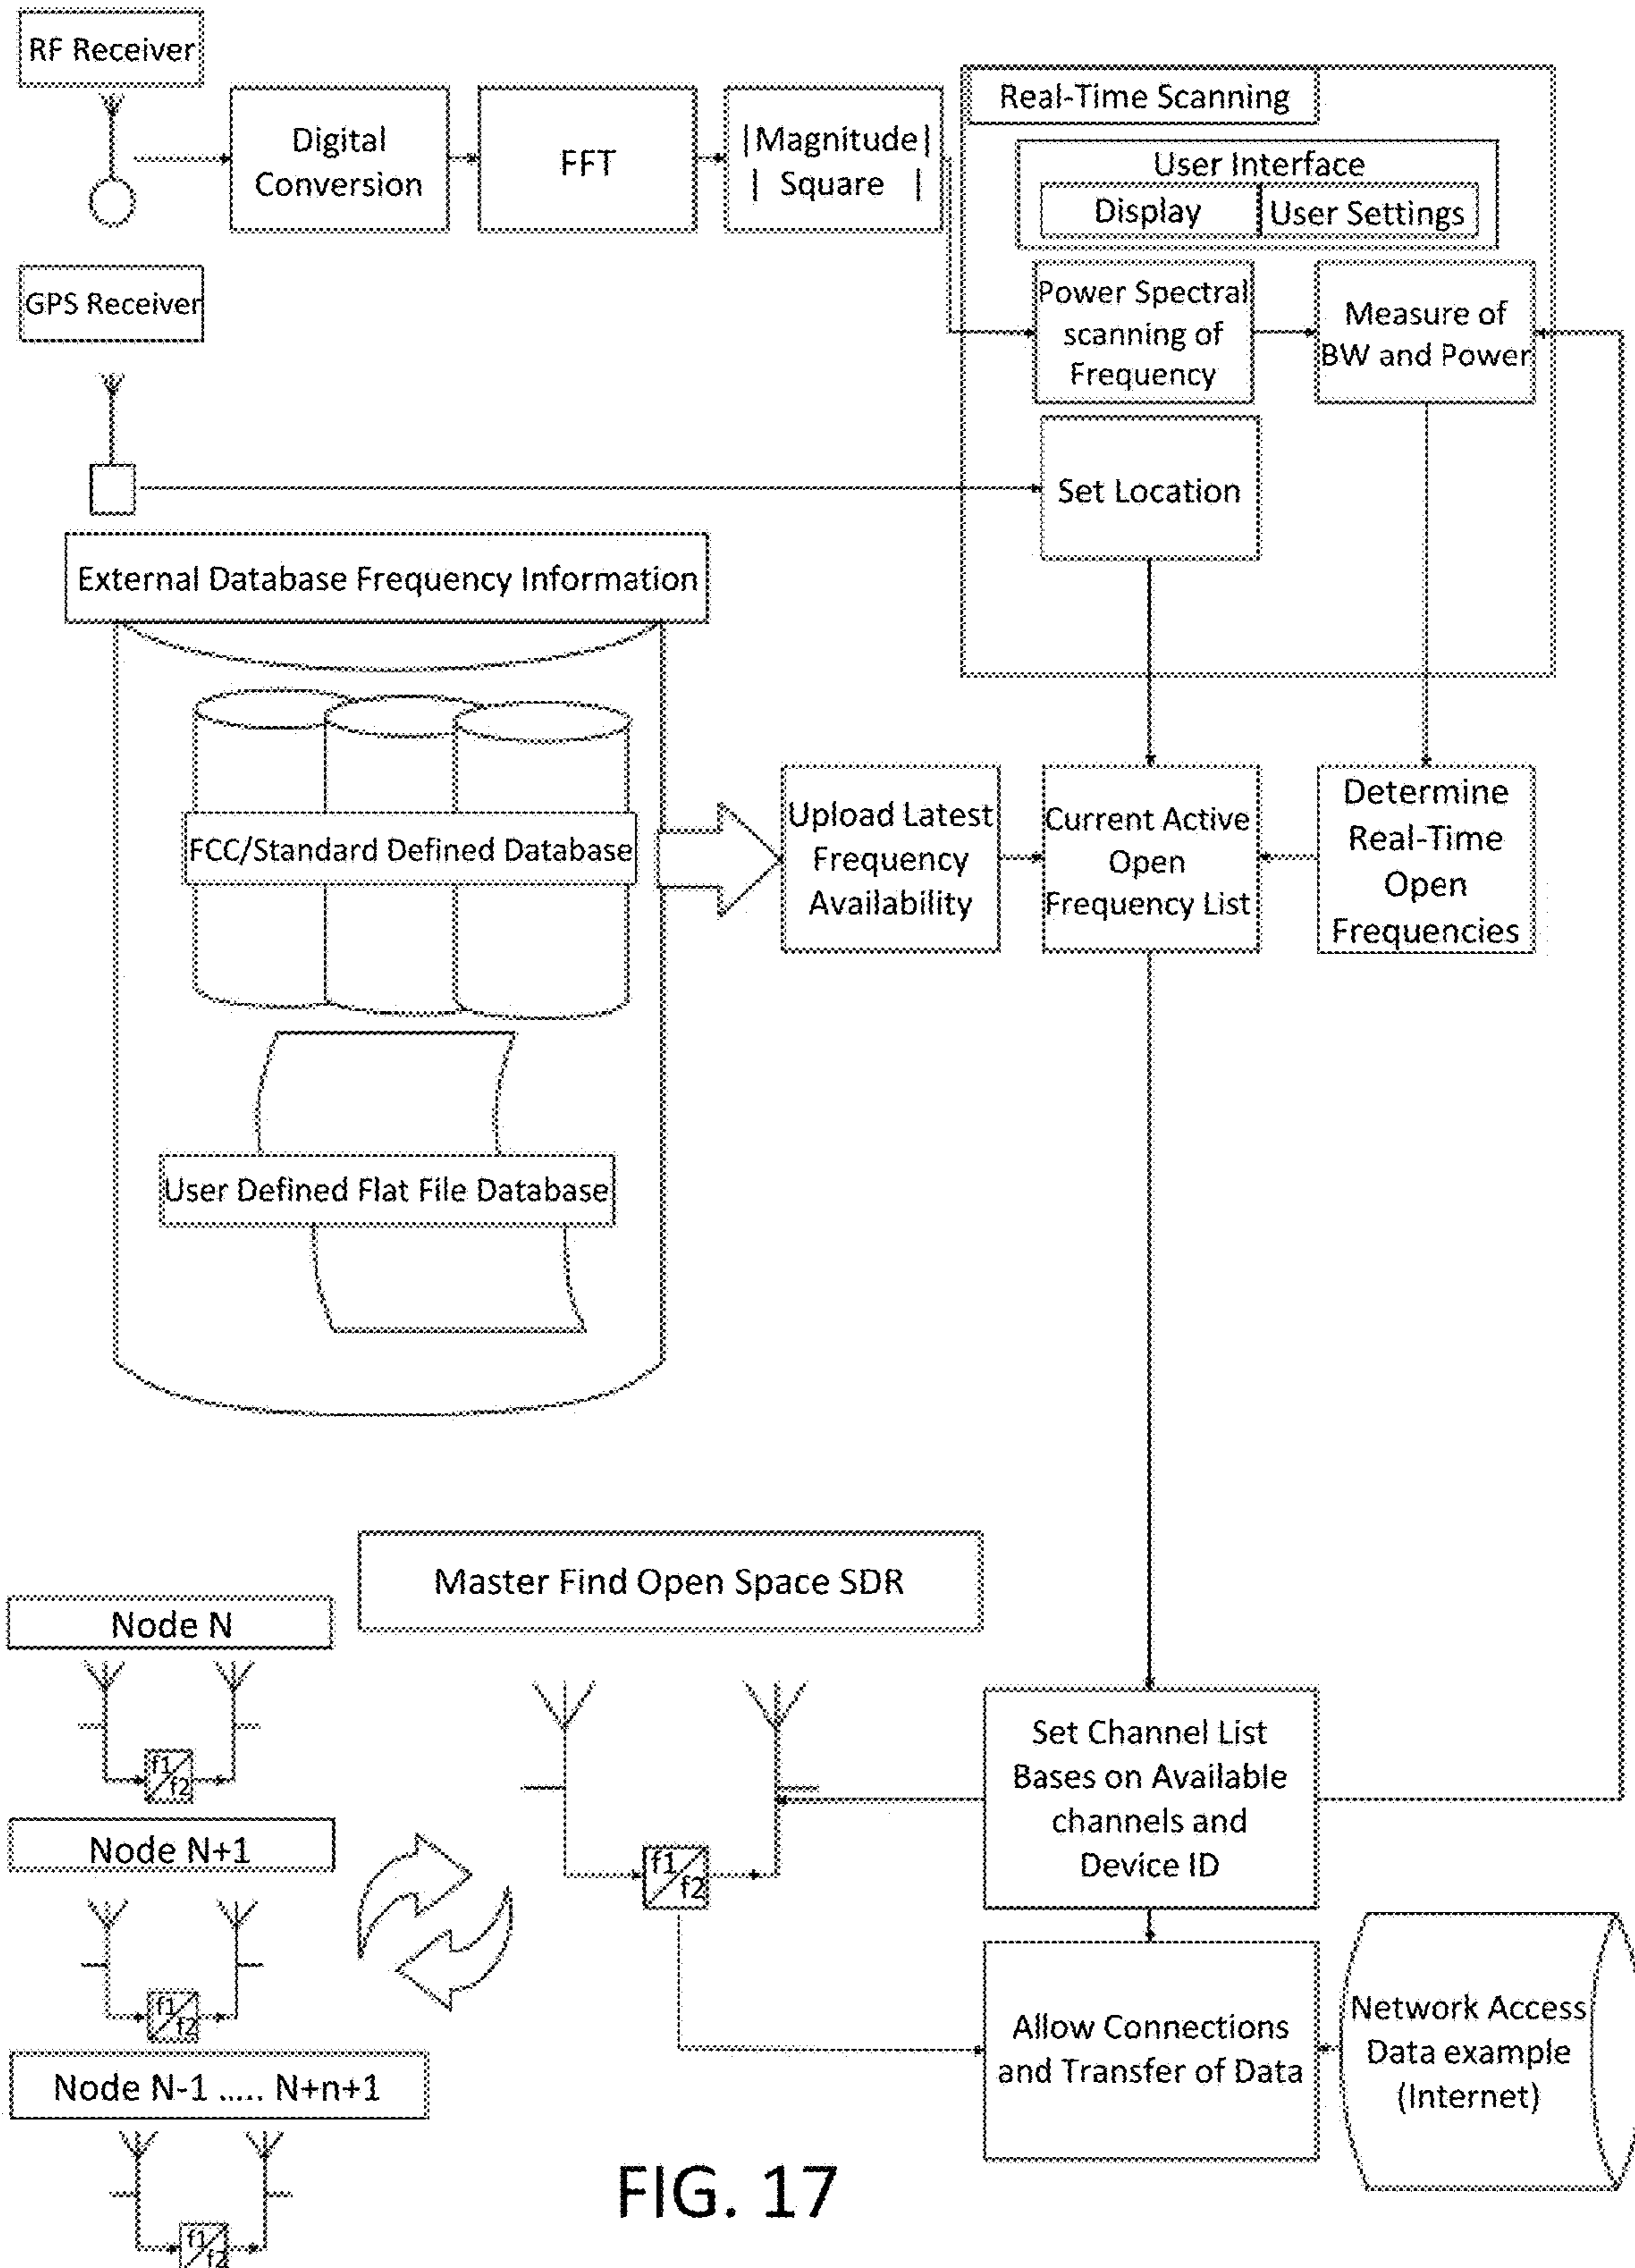 RF Receiver
Digital
Conversion
FFT
|Magnitude|
| Square |
Real-Time Scanning
User Interface
Display
User Settings
GPS Receiver
Power Spectral
scanning of
Frequency
Measure of
BW and Power
Set Location
External Database Frequency Information
FCC/Standard Defined Database
Upload Latest
Frequency
Availability
Current Active
Open
Frequency List
Determine
Real-Time
Open
Frequencies
User Defined Flat File Database
Master Find Open Space SDR
Node N
f1
f2
Node N+1
f1
f2
Node N-1 ..... N+n+1
f1
f2
f1
f2
Set Channel List
Bases on Available
channels and
Device ID
Allow Connections
and Transfer of Data
Network Access
Data example
(Internet)
FIG. 17